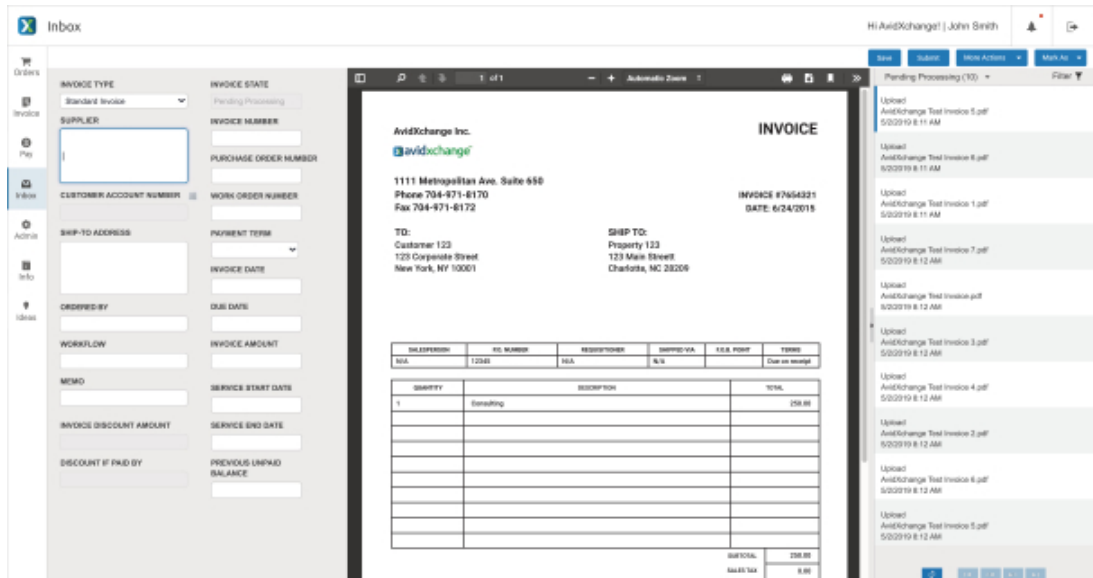 Inbox
Hi AvidXchange! | John Smith
Save
Submit
More Actions
Mark As
Orders
Invoice
Pay
Inbox
Admin
Info
Ideas
INVOICE TYPE
Standard Invoice
SUPPLIER
CUSTOMER ACCOUNT NUMBER
SHIP-TO ADDRESS
ORDERED BY
WORKFLOW
MEMO
INVOICE DISCOUNT AMOUNT
DISCOUNT IF PAID BY
INVOICE STATE
Pending Processing
INVOICE NUMBER
PURCHASE ORDER NUMBER
WORK ORDER NUMBER
PAYMENT TERM
INVOICE DATE
DUE DATE
INVOICE AMOUNT
SERVICE START DATE
SERVICE END DATE
PREVIOUS UNPAID
BALANCE
1 of 1
Automatic Zoom
AvidXchange Inc.
INVOICE
avidxchange
1111 Metropolitan Ave. Suite 650
Phone 704-971-8170
INVOICE #7654321
Fax 704-971-8172
DATE: 6/24/2015
TO:
Customer 123
123 Corporate Street
New York, NY 10001
SHIP TO:
Property 123
123 Main Streett
Charlotte, NC 28209
SALESPERSON P.O. NUMBER REQUISITIONER SHIPPED VIA F.O.B. POINT TERMS
N/A 12345 N/A N/A Due on receipt
QUANTITY DESCRIPTION TOTAL
1 Consulting 250.00
SUBTOTAL 250.00
SALES TAX 0.00
Pending Processing (10)
Filter
Upload
AvidXchange Test Invoice 5.pdf
5/2/2019 8:11 AM
Upload
AvidXchange Test Invoice 8.pdf
5/2/2019 8:11 AM
Upload
AvidXchange Test Invoice 1.pdf
5/2/2019 8:11 AM
Upload
AvidXchange Test Invoice 7.pdf
5/2/2019 8:12 AM
Upload
AvidXchange Test Invoice.pdf
5/2/2019 8:12 AM
Upload
AvidXchange Test Invoice 3.pdf
5/2/2019 8:12 AM
Upload
AvidXchange Test Invoice 4.pdf
5/2/2019 8:12 AM
Upload
AvidXchange Test Invoice 2.pdf
5/2/2019 8:12 AM
Upload
AvidXchange Test Invoice 6.pdf
5/2/2019 8:12 AM
Upload
AvidXchange Test Invoice 5.pdf
5/2/2019 8:12 AM